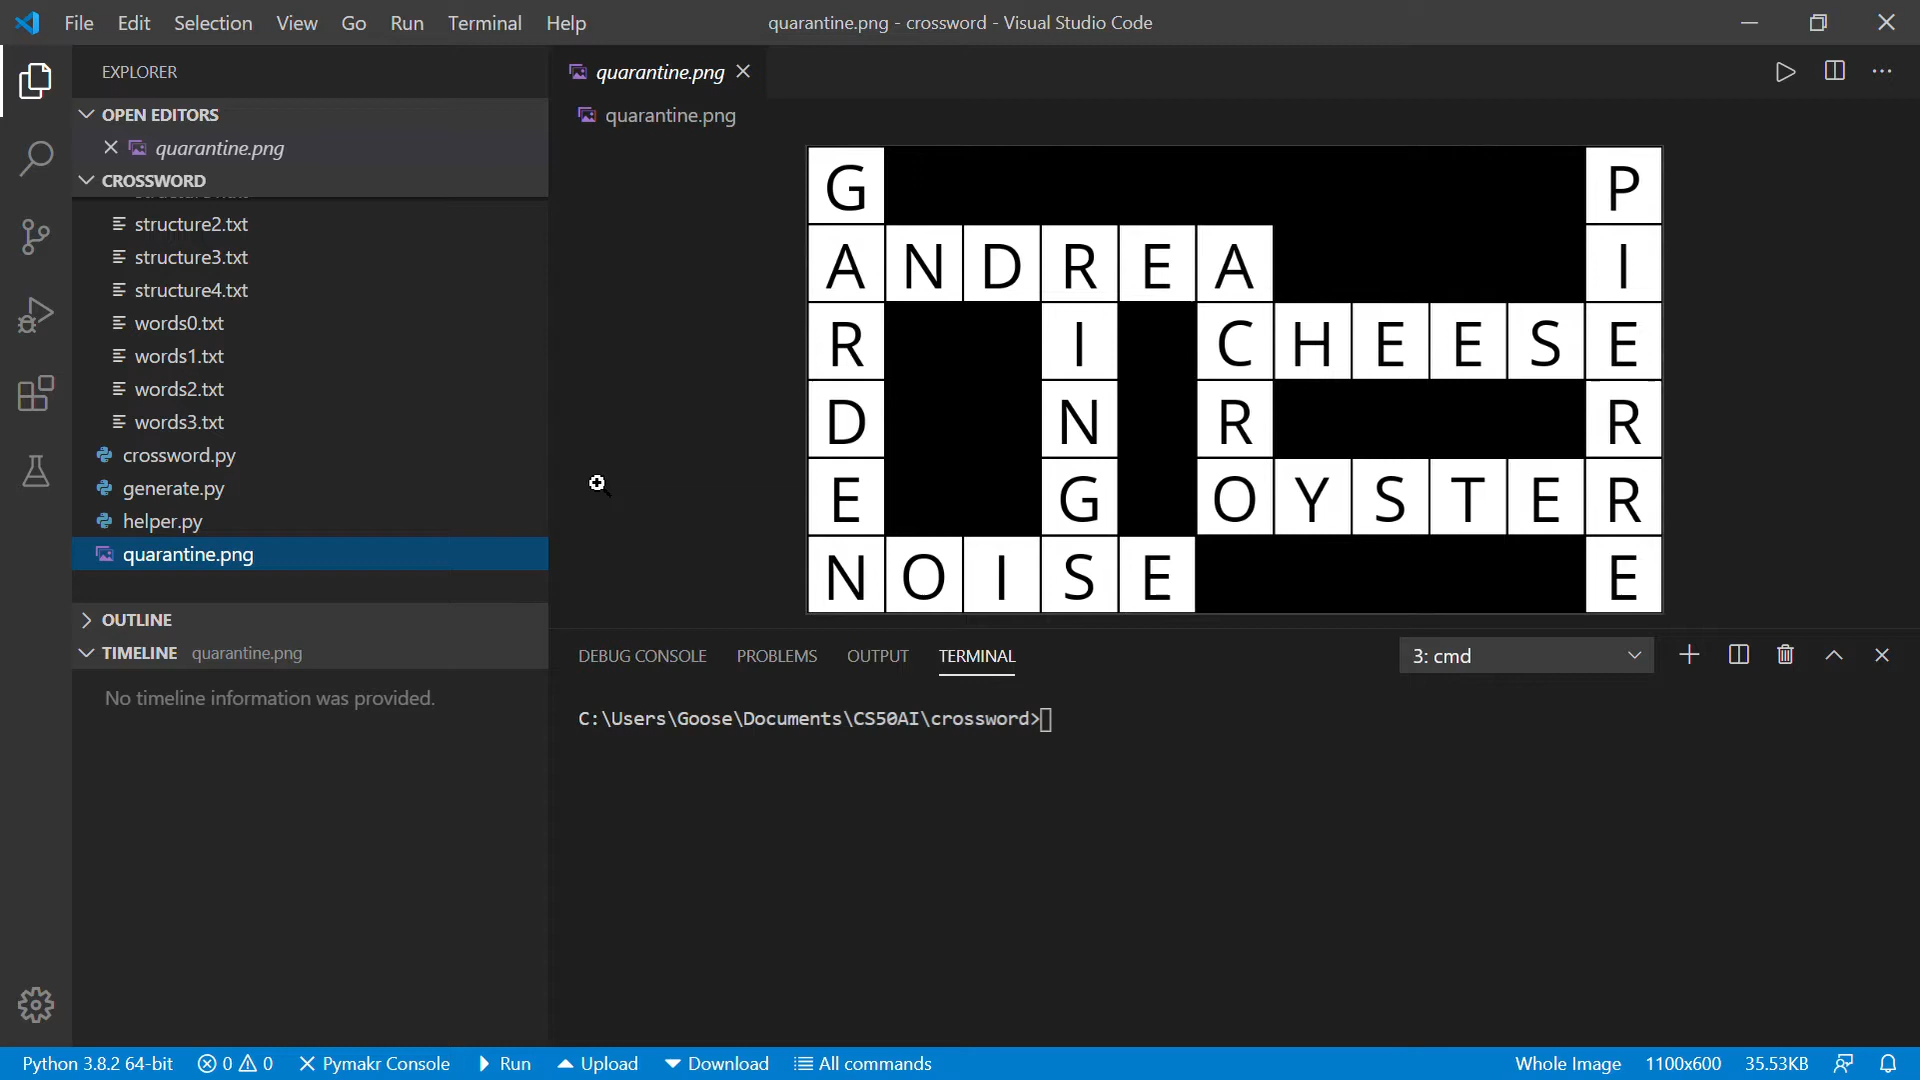 File Edit Selection View Go Run Terminal Help
quarantine.png - crossword - Visual Studio Code
EXPLORER
OPEN EDITORS
quarantine.png
CROSSWORD
structure2.txt
structure3.txt
structure4.txt
words0.txt
words1.txt
words2.txt
words3.txt
crossword.py
generate.py
helper.py
quarantine.png
OUTLINE
TIMELINE quarantine.png
No timeline information was provided.
quarantine.png
quarantine.png
G P
A N D R E A I
R I C H E E S E
D N R R
E G O Y S T E R
N O I S E E
DEBUG CONSOLE PROBLEMS OUTPUT TERMINAL
3: cmd
C:\Users\Goose\Documents\CS50AI\crossword>
Python 3.8.2 64-bit 0 0 Pymakr Console Run Upload Download All commands
Whole Image 1100x600 35.53KB